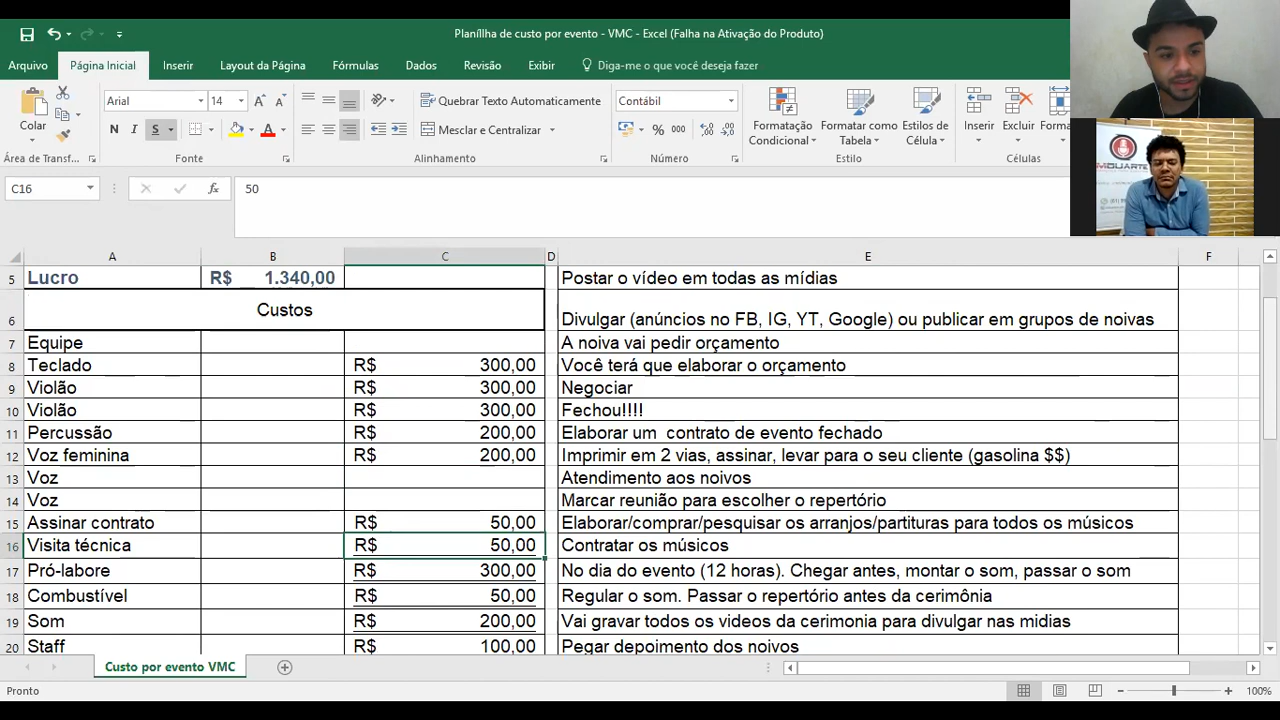 Planíllha de custo por evento - VMC - Excel (Falha na Ativação do Produto)
Arquivo Página Inicial Inserir Layout da Página Fórmulas Dados Revisão Exibir Diga-me o que você deseja fazer
Colar
Arial 14
N I S
Quebrar Texto Automaticamente
Mesclar e Centralizar
Contábil
% 000
Formatação Condicional
Formatar como Tabela
Estilos de Célula
Inserir Excluir Forma
Área de Transf... Fonte Alinhamento Número Estilo Células
C16 fx 50
A B C D E F
5 Lucro R$ 1.340,00 Postar o vídeo em todas as mídias
6 Custos Divulgar (anúncios no FB, IG, YT, Google) ou publicar em grupos de noivas
7 Equipe A noiva vai pedir orçamento
8 Teclado R$ 300,00 Você terá que elaborar o orçamento
9 Violão R$ 300,00 Negociar
10 Violão R$ 300,00 Fechou!!!!
11 Percussão R$ 200,00 Elaborar um contrato de evento fechado
12 Voz feminina R$ 200,00 Imprimir em 2 vias, assinar, levar para o seu cliente (gasolina $$)
13 Voz Atendimento aos noivos
14 Voz Marcar reunião para escolher o repertório
15 Assinar contrato R$ 50,00 Elaborar/comprar/pesquisar os arranjos/partituras para todos os músicos
16 Visita técnica R$ 50,00 Contratar os músicos
17 Pró-labore R$ 300,00 No dia do evento (12 horas). Chegar antes, montar o som, passar o som
18 Combustível R$ 50,00 Regular o som. Passar o repertório antes da cerimônia
19 Som R$ 200,00 Vai gravar todos os videos da cerimonia para divulgar nas midias
20 Staff R$ 100,00 Pegar depoimento dos noivos
Custo por evento VMC
Pronto 100%